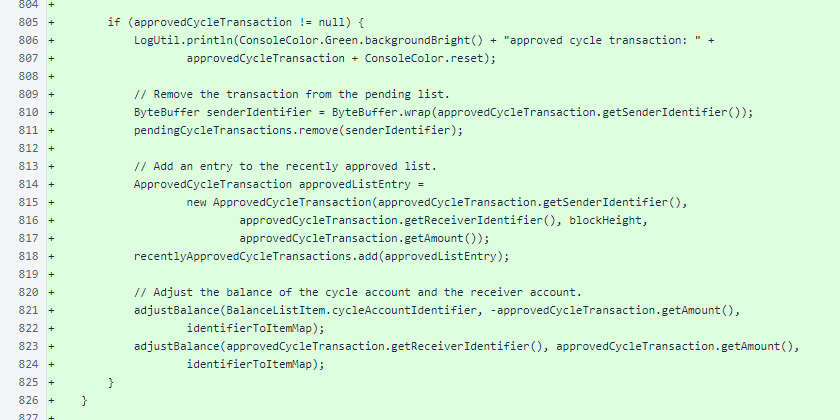 804 +
805 + if (approvedCycleTransaction != null) {
806 + LogUtil.println(ConsoleColor.Green.backgroundBright() + "approved cycle transaction: " +
807 + approvedCycleTransaction + ConsoleColor.reset);
808 +
809 + // Remove the transaction from the pending list.
810 + ByteBuffer senderIdentifier = ByteBuffer.wrap(approvedCycleTransaction.getSenderIdentifier());
811 + pendingCycleTransactions.remove(senderIdentifier);
812 +
813 + // Add an entry to the recently approved list.
814 + ApprovedCycleTransaction approvedListEntry =
815 + new ApprovedCycleTransaction(approvedCycleTransaction.getSenderIdentifier(),
816 + approvedCycleTransaction.getReceiverIdentifier(), blockHeight,
817 + approvedCycleTransaction.getAmount());
818 + recentlyApprovedCycleTransactions.add(approvedListEntry);
819 +
820 + // Adjust the balance of the cycle account and the receiver account.
821 + adjustBalance(BalanceListItem.cycleAccountIdentifier, -approvedCycleTransaction.getAmount(),
822 + identifierToItemMap);
823 + adjustBalance(approvedCycleTransaction.getReceiverIdentifier(), approvedCycleTransaction.getAmount(),
824 + identifierToItemMap);
825 + }
826 + }
827 +